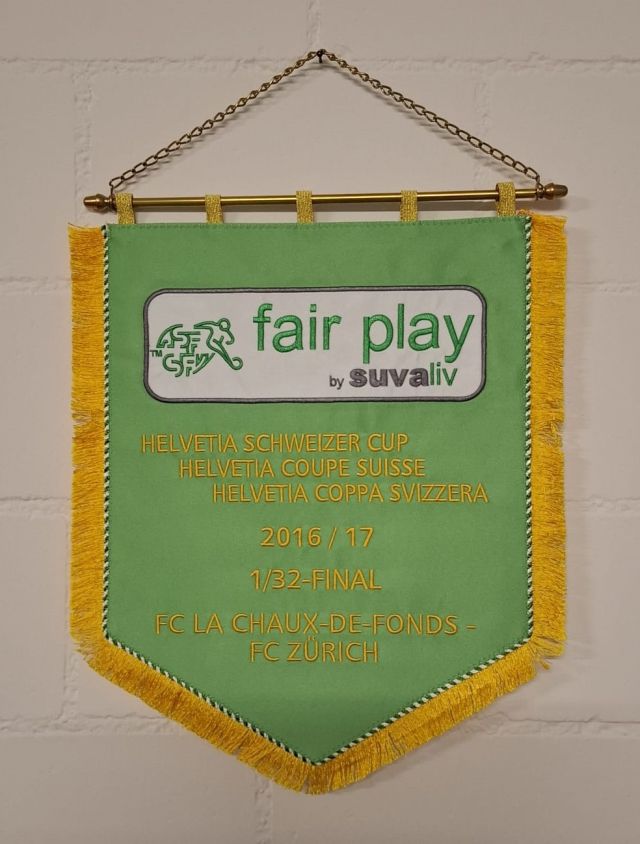 ASF
SFV
TM
fair play
by suvaliv
HELVETIA SCHWEIZER CUP
HELVETIA COUPE SUISSE
HELVETIA COPPA SVIZZERA
2016 / 17
1/32-FINAL
FC LA CHAUX-DE-FONDS -
FC ZÜRICH